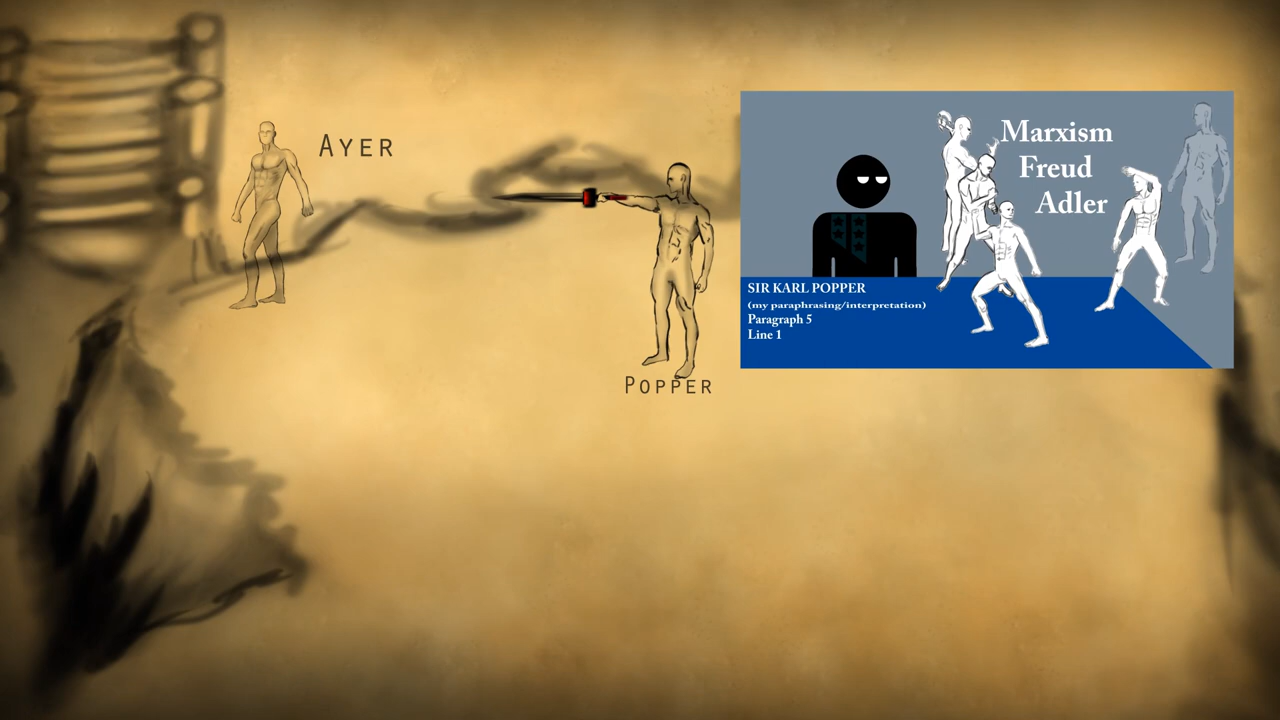 AYER
POPPER
Marxism
Freud
Adler
SIR KARL POPPER
(my paraphrasing/interpretation)
Paragraph 5
Line 1